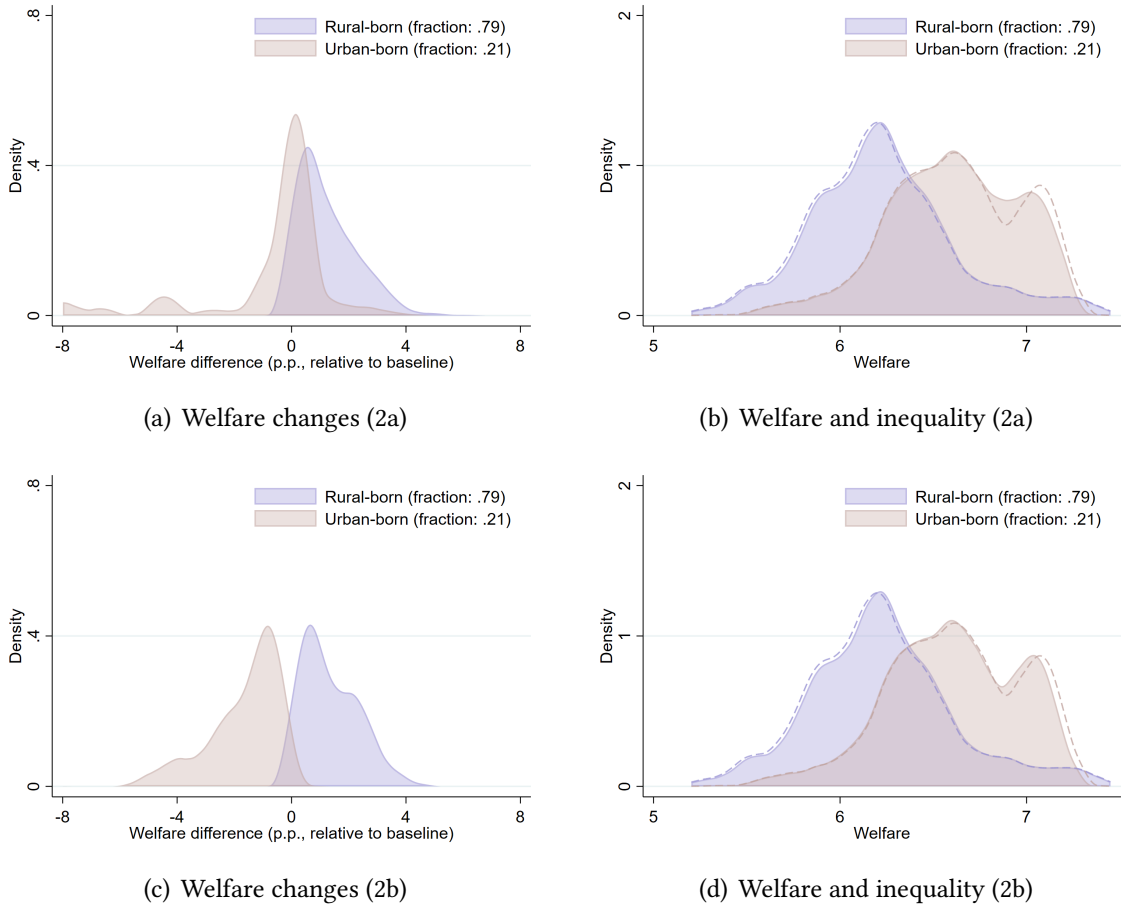 .8
.4
0
Density
Rural-born (fraction: .79)
Urban-born (fraction: .21)
-8 -4 0 4 8
Welfare difference (p.p., relative to baseline)
(a) Welfare changes (2a)
2
1
0
Density
Rural-born (fraction: .79)
Urban-born (fraction: .21)
5 6 7
Welfare
(b) Welfare and inequality (2a)
.8
.4
0
Density
Rural-born (fraction: .79)
Urban-born (fraction: .21)
-8 -4 0 4 8
Welfare difference (p.p., relative to baseline)
(c) Welfare changes (2b)
2
1
0
Density
Rural-born (fraction: .79)
Urban-born (fraction: .21)
5 6 7
Welfare
(d) Welfare and inequality (2b)